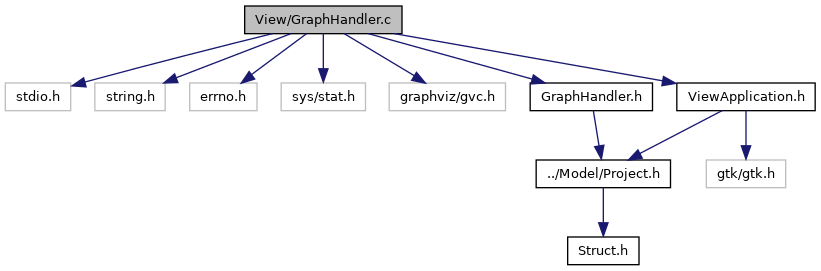 View/GraphHandler.c
stdio.h
string.h
errno.h
sys/stat.h
graphviz/gvc.h
GraphHandler.h
ViewApplication.h
../Model/Project.h
gtk/gtk.h
Struct.h